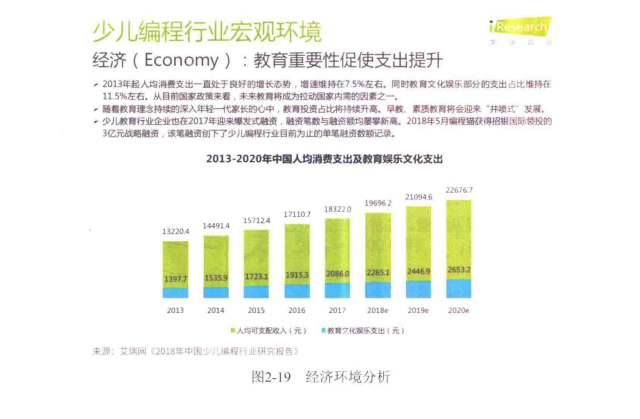 少儿编程行业宏观环境
iResearch
艾瑞咨询
经济（Economy）：教育重要性促使支出提升
➢ 2013年起人均消费支出一直处于良好的增长态势，增速维持在7.5%左右。同时教育文化娱乐部分的支出占比维持在
11.5%左右。从目前国家政策来看，未来教育将成为拉动国家内需的因素之一。
➢ 随着教育理念持续的深入年轻一代家长的心中，教育投资占比将持续升高。早教、素质教育将会迎来“井喷式”发展。
➢ 少儿教育行业企业也在2017年迎来爆发式融资，融资笔数与融资额均屡攀新高。2018年5月编程猫获得招银国际领投的
3亿元战略融资，该笔融资创下了少儿编程行业目前为止的单笔融资数额记录。
2013-2020年中国人均消费支出及教育娱乐文化支出
13220.4 14491.4 15712.4 17110.7 18322.0 19696.2 21094.6 22676.7
1397.7 1535.9 1723.1 1915.3 2086.0 2265.1 2446.9 2653.2
2013 2014 2015 2016 2017 2018e 2019e 2020e
人均可支配收入（元） 教育文化娱乐支出（元）
来源：艾瑞网《2018年中国少儿编程行业研究报告》
图2-19 经济环境分析